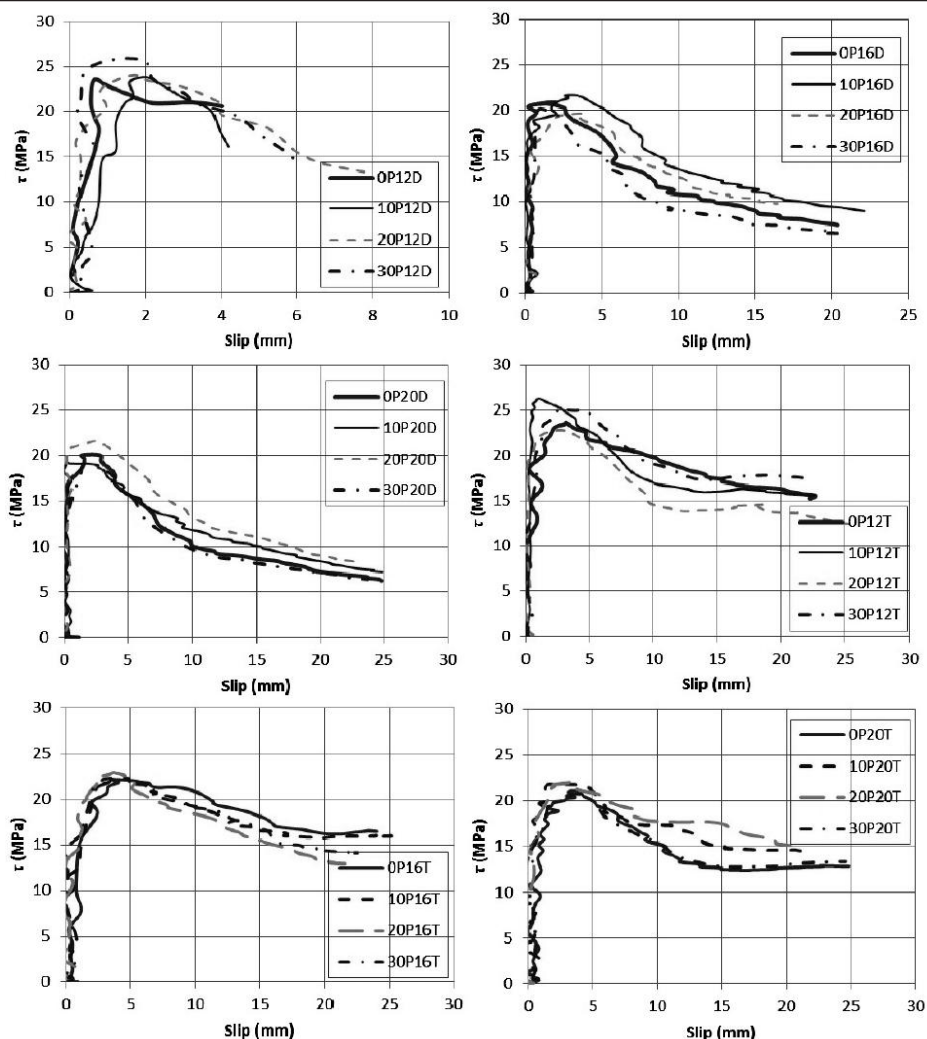 30
25
20
15
10
5
0
τ (MPa)
0P12D
10P12D
20P12D
30P12D
0
2
4
6
8
10
Slip (mm)
30
25
20
15
10
5
0
τ (MPa)
0P16D
10P16D
20P16D
30P16D
0
5
10
15
20
25
Slip (mm)
30
25
20
15
10
5
0
τ (MPa)
0P20D
10P20D
20P20D
30P20D
0
5
10
15
20
25
30
Slip (mm)
30
25
20
15
10
5
0
τ (MPa)
0P12T
10P12T
20P12T
30P12T
0
5
10
15
20
25
30
Slip (mm)
30
25
20
15
10
5
0
τ (MPa)
0P16T
10P16T
20P16T
30P16T
0
5
10
15
20
25
30
Slip (mm)
30
25
20
15
10
5
0
τ (MPa)
0P20T
10P20T
20P20T
30P20T
0
5
10
15
20
25
30
Slip (mm)